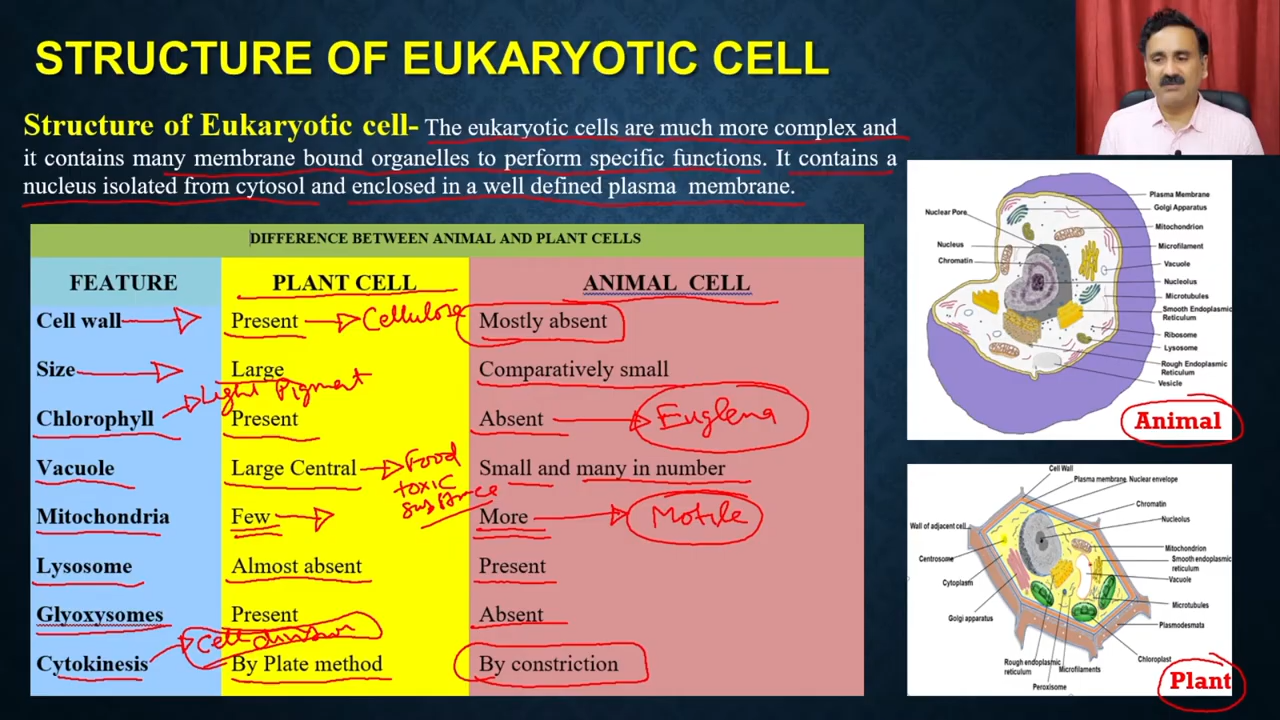 STRUCTURE OF EUKARYOTIC CELL
Structure of Eukaryotic cell- The eukaryotic cells are much more complex and
it contains many membrane bound organelles to perform specific functions. It contains a
nucleus isolated from cytosol and enclosed in a well defined plasma membrane.
DIFFERENCE BETWEEN ANIMAL AND PLANT CELLS
FEATURE PLANT CELL ANIMAL CELL
Cell wall Present Cellulose Mostly absent
Size Large Comparatively small
Light Pigment
Chlorophyll Present Absent Euglena
Vacuole Large Central Food Small and many in number
toxic
substance
Mitochondria Few More Motile
Lysosome Almost absent Present
Glyoxysomes Present Absent
Cell division
Cytokinesis By Plate method By constriction
Plasma Membrane
Golgi Apparatus
Nuclear Pore
Mitochondrion
Nucleus
Microfilament
Chromatin
Vacuole
Nucleolus
Microtubules
Smooth Endoplasmic
Reticulum
Ribosome
Lysosome
Rough Endoplasmic
Reticulum
Vesicle
Animal
Cell Wall
Plasma membrane
Nuclear envelope
Chromatin
Nucleolus
Wall of adjacent cell
Mitochondrion
Centrosome
Smooth endoplasmic
reticulum
Vacuole
Cytoplasm
Microtubules
Golgi apparatus
Plasmodesmata
Chloroplast
Rough endoplasmic
reticulum
Microfilaments
Peroxisome
Plant